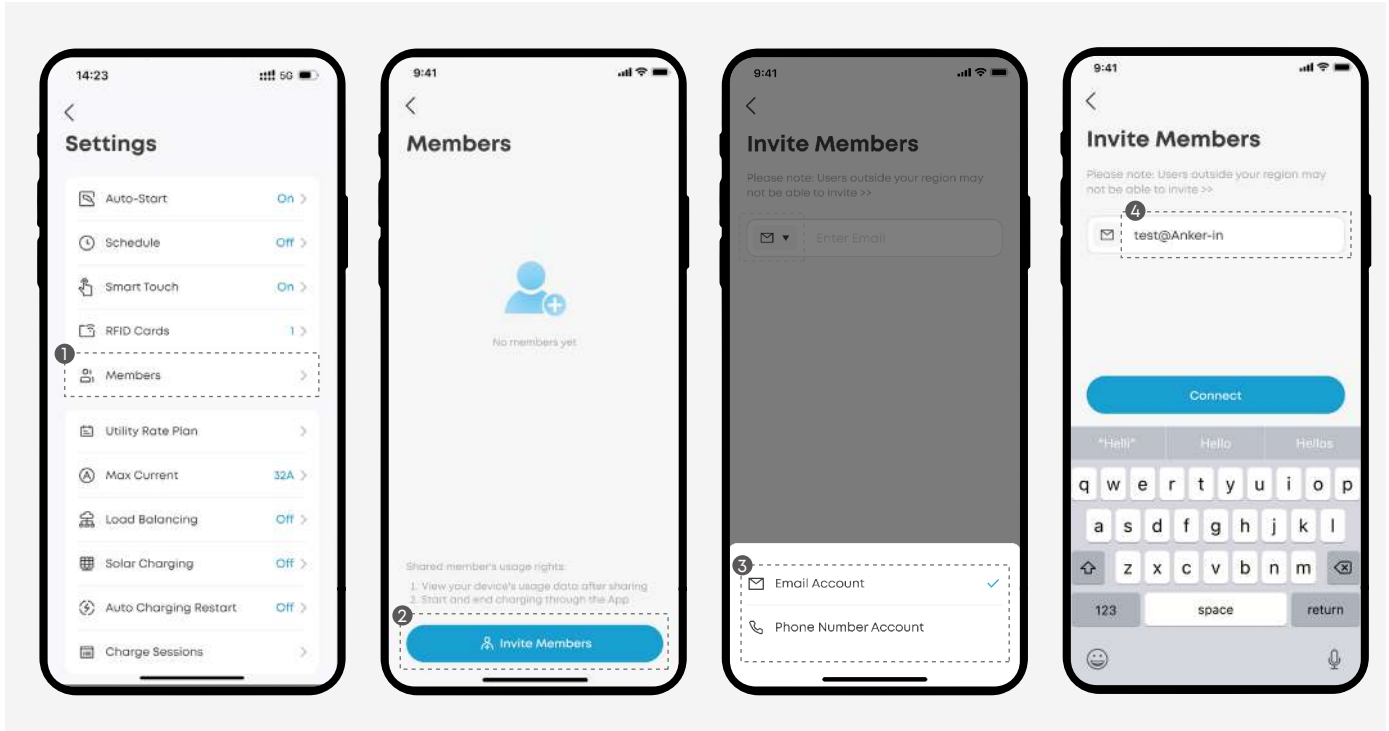 14:23
5G
Settings
Auto-Start On
Schedule Off
Smart Touch On
RFID Cards 1
1
Members
Utility Rate Plan
Max Current 32A
Load Balancing Off
Solar Charging Off
Auto Charging Restart Off
Charge Sessions
9:41
Members
No members yet
Shared member's usage rights:
1. View your device's usage data after sharing
2. Start and end charging through the App
2
Invite Members
9:41
Invite Members
Please note: Users outside your region may
not be able to invite >>
Enter Email
3
Email Account
Phone Number Account
9:41
Invite Members
Please note: Users outside your region may
not be able to invite >>
4
test@Anker-in
Connect
"Helli" Hello Hellos
q w e r t y u i o p
a s d f g h j k l
z x c v b n m
123 space return